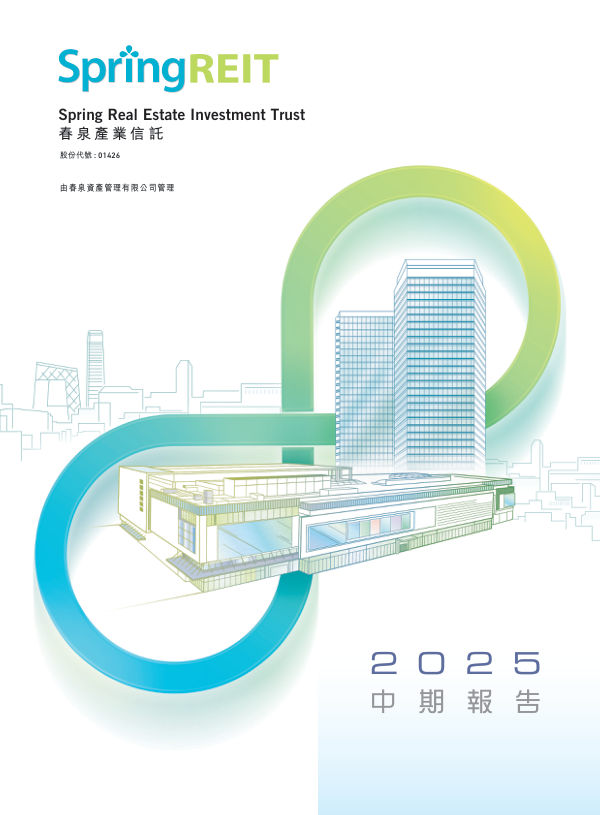 SpringREIT
Spring Real Estate Investment Trust
春泉產業信託
股份代號 : 01426
由春泉資產管理有限公司管理
2025
中期報告